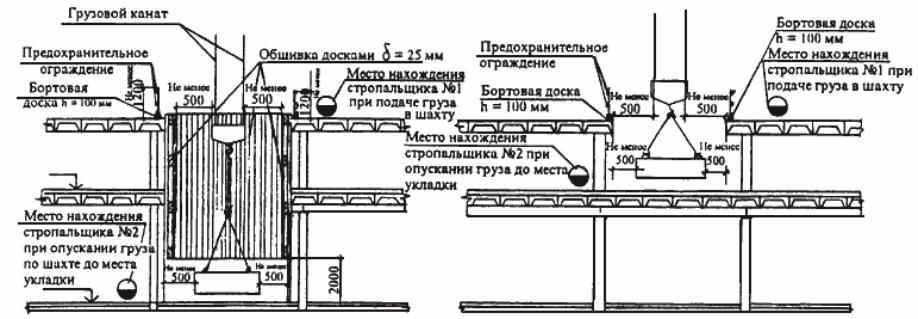 Грузовой канат
Предохранительное
ограждение
Бортовая
доска h = 100 мм
Обшивка досками δ = 25 мм
Не менее
500
Не менее
500
1200
1200
Место нахождения
стропальщика №1
при подаче груза
в шахту
Место нахождения
стропальщика №2
при опускании груза
по шахте до места
укладки
Не менее
500
Не менее
500
2000
Предохранительное
ограждение
Бортовая доска
h = 100 мм
Бортовая доска
h = 100 мм
Место нахождения
стропальщика №1 при
подаче груза в шахту
Не менее
500
Не менее
500
Место нахождения
стропальщика №2 при
опускании груза до места
укладки
Не менее
500
Не менее
500